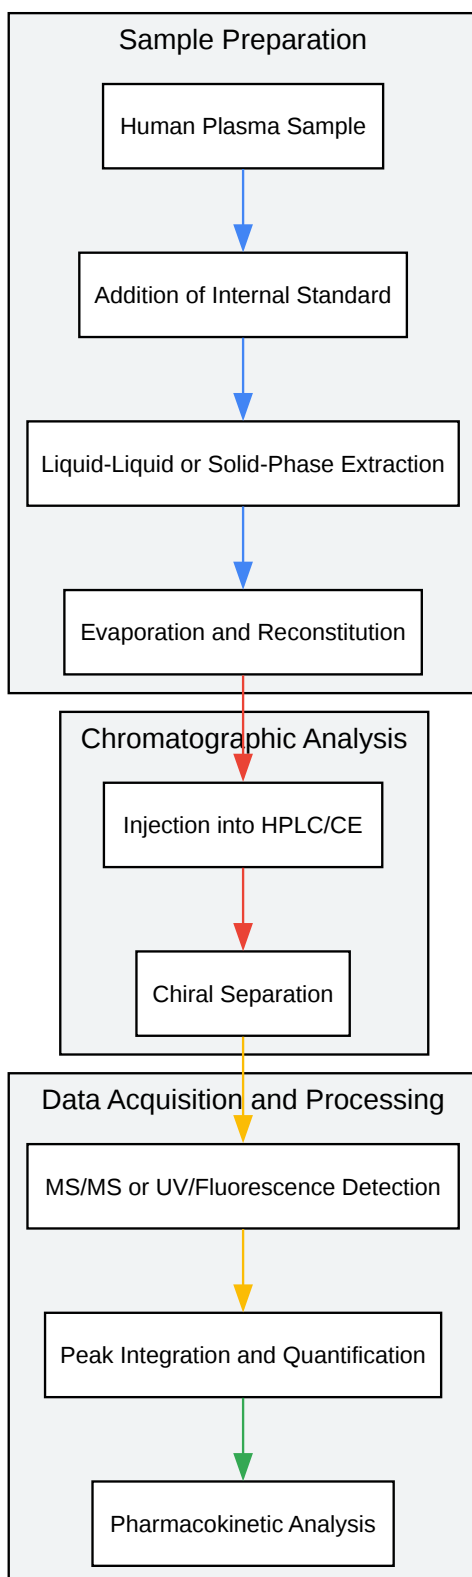 Sample Preparation
Human Plasma Sample
Addition of Internal Standard
Liquid-Liquid or Solid-Phase Extraction
Evaporation and Reconstitution
Chromatographic Analysis
Injection into HPLC/CE
Chiral Separation
Data Acquisition and Processing
MS/MS or UV/Fluorescence Detection
Peak Integration and Quantification
Pharmacokinetic Analysis